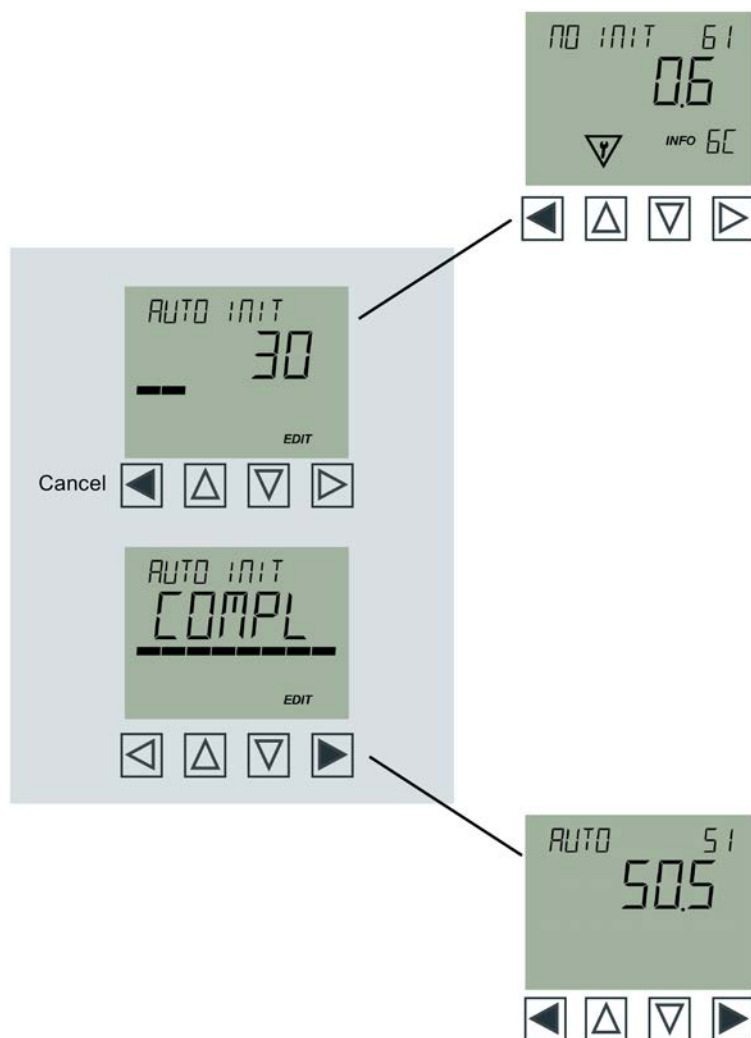 NO INIT 61
0.6
INFO 6C
AUTO INIT
30
EDIT
Cancel
AUTO INIT
COMPL
EDIT
AUTO 51
50.5